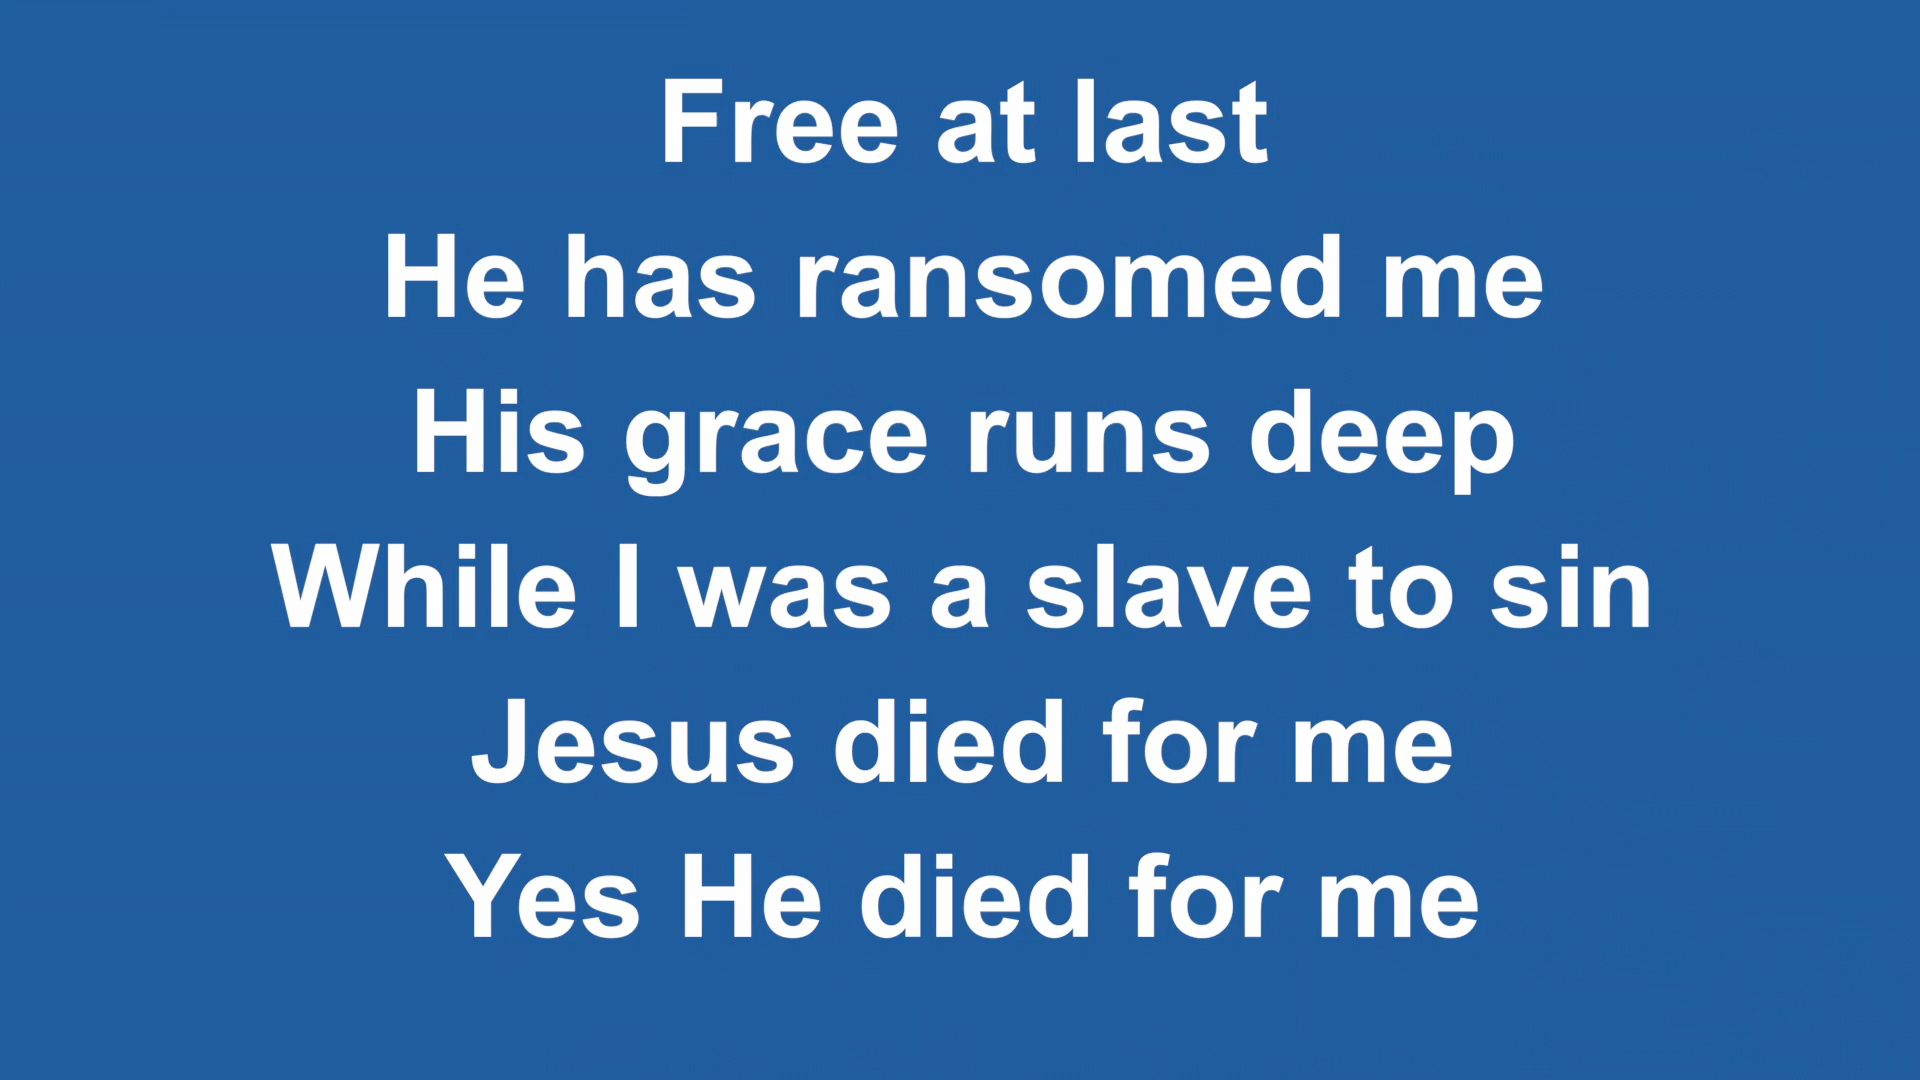 Free at last
He has ransomed me
His grace runs deep
While I was a slave to sin
Jesus died for me
Yes He died for me